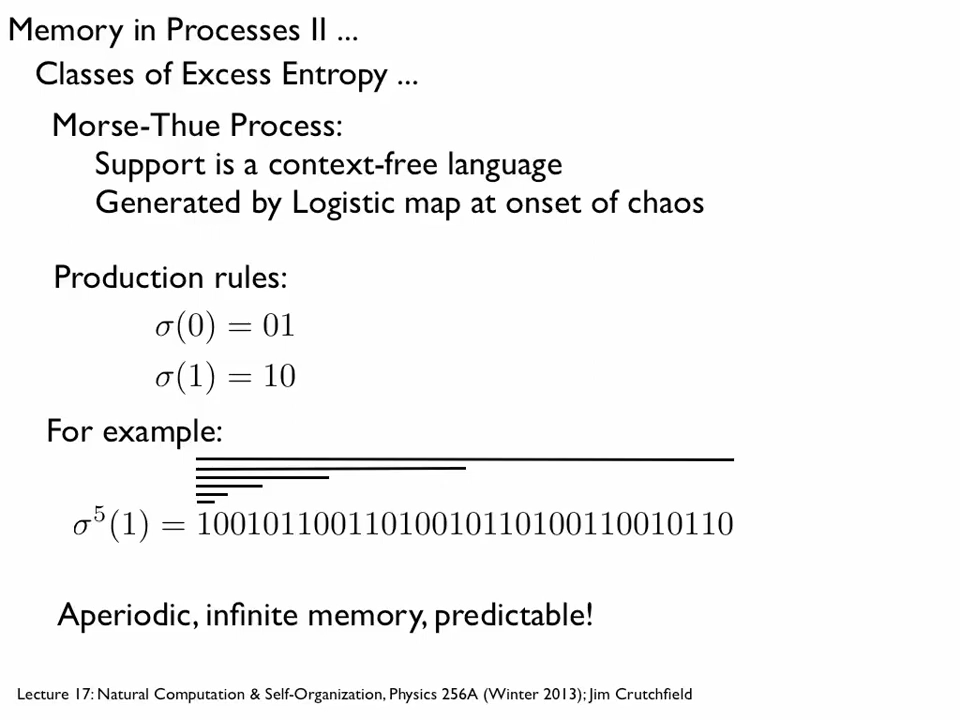 Memory in Processes II ...
Classes of Excess Entropy ...
Morse-Thue Process:
Support is a context-free language
Generated by Logistic map at onset of chaos
Production rules:
σ(0) = 01
σ(1) = 10
For example:
σ⁵(1) = 10010110011010010110100110010110
Aperiodic, infinite memory, predictable!
Lecture 17: Natural Computation & Self-Organization, Physics 256A (Winter 2013); Jim Crutchfield